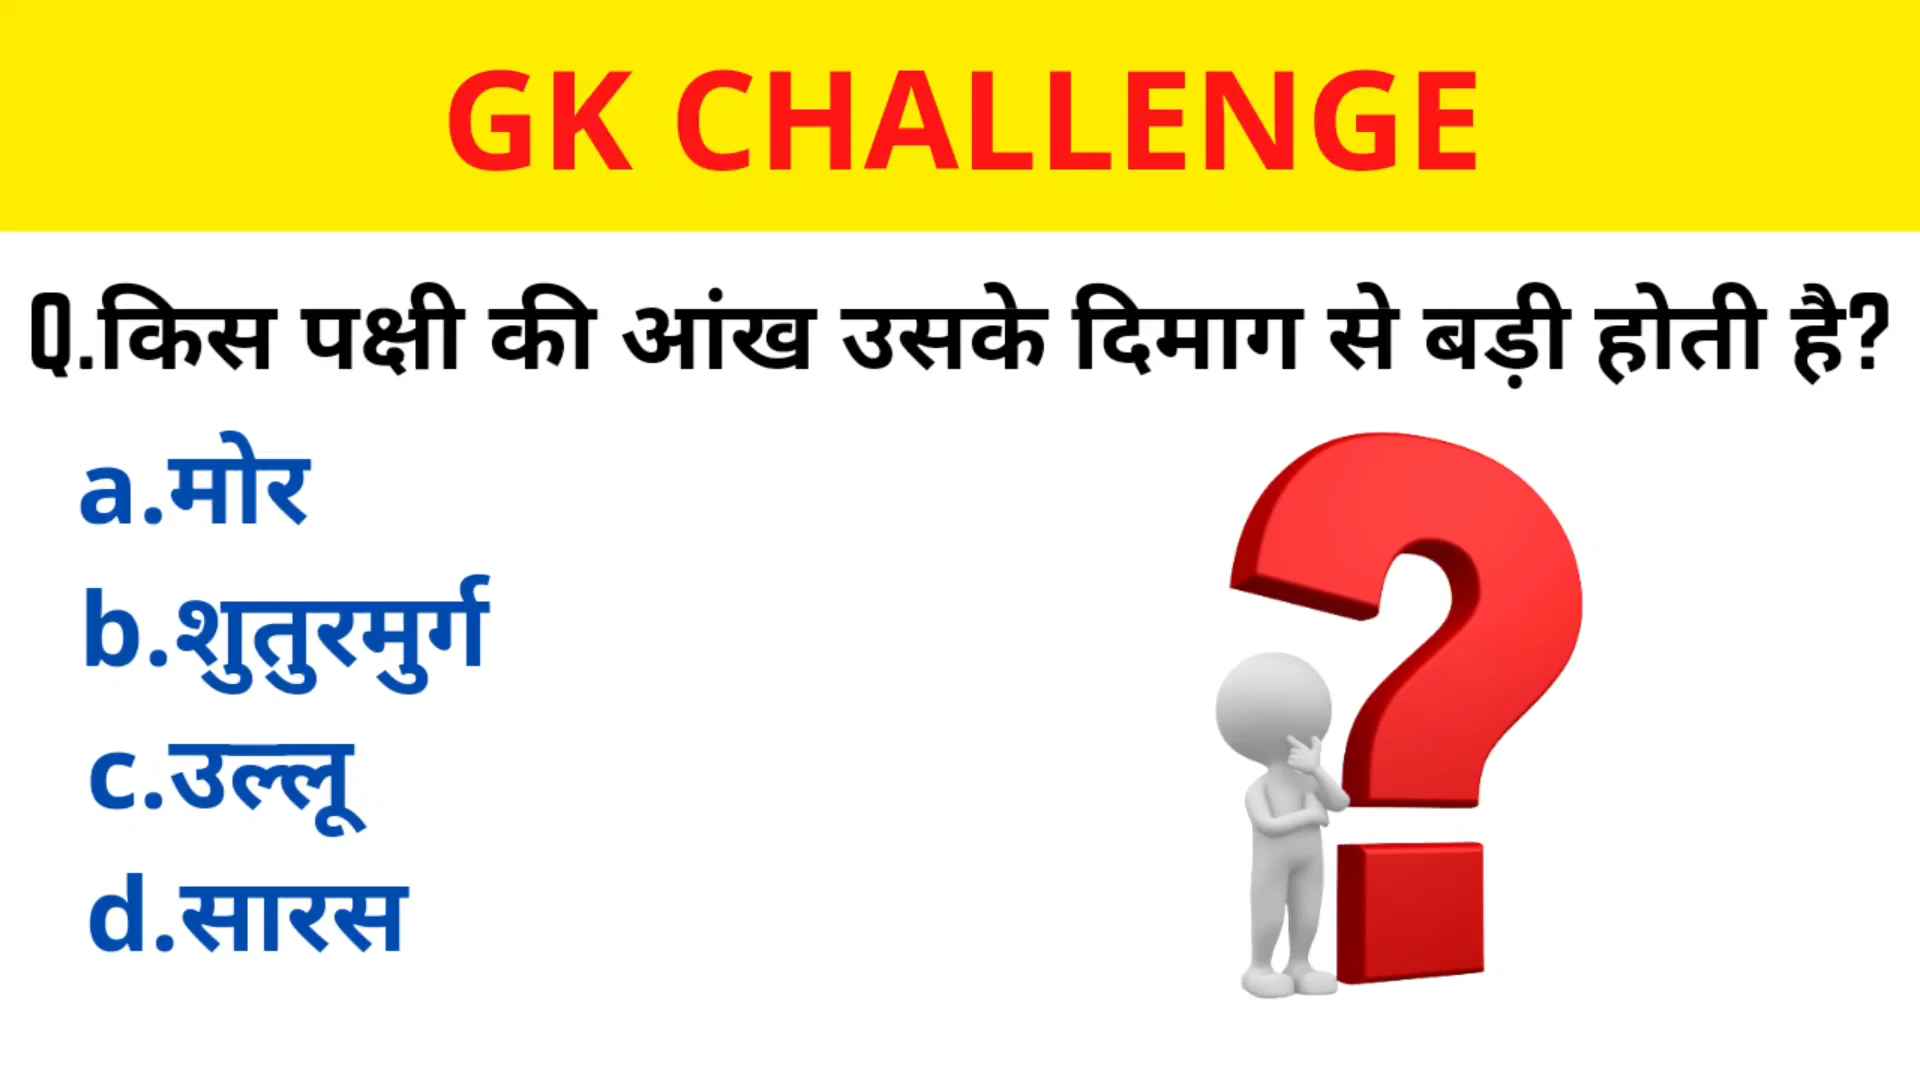 GK CHALLENGE
Q.किस पक्षी की आंख उसके दिमाग से बड़ी होती है?
a.मोर
b.शुतुरमुर्ग
c.उल्लू
d.सारस